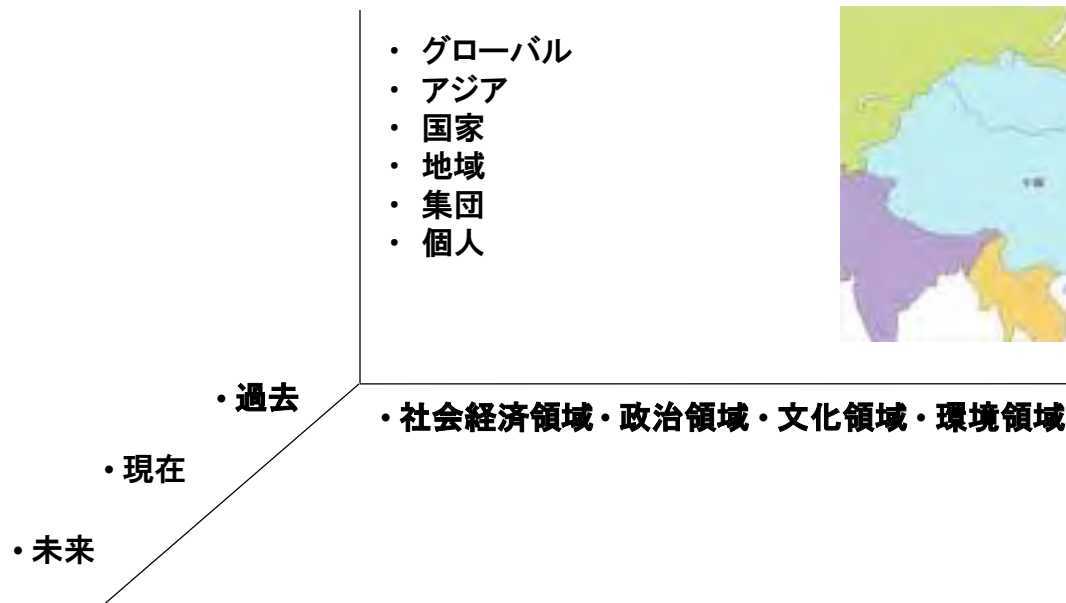 ・ グローバル
・ アジア
・ 国家
・ 地域
・ 集団
・ 個人
・過去
・社会経済領域・政治領域・文化領域・環境領域
・現在
・未来